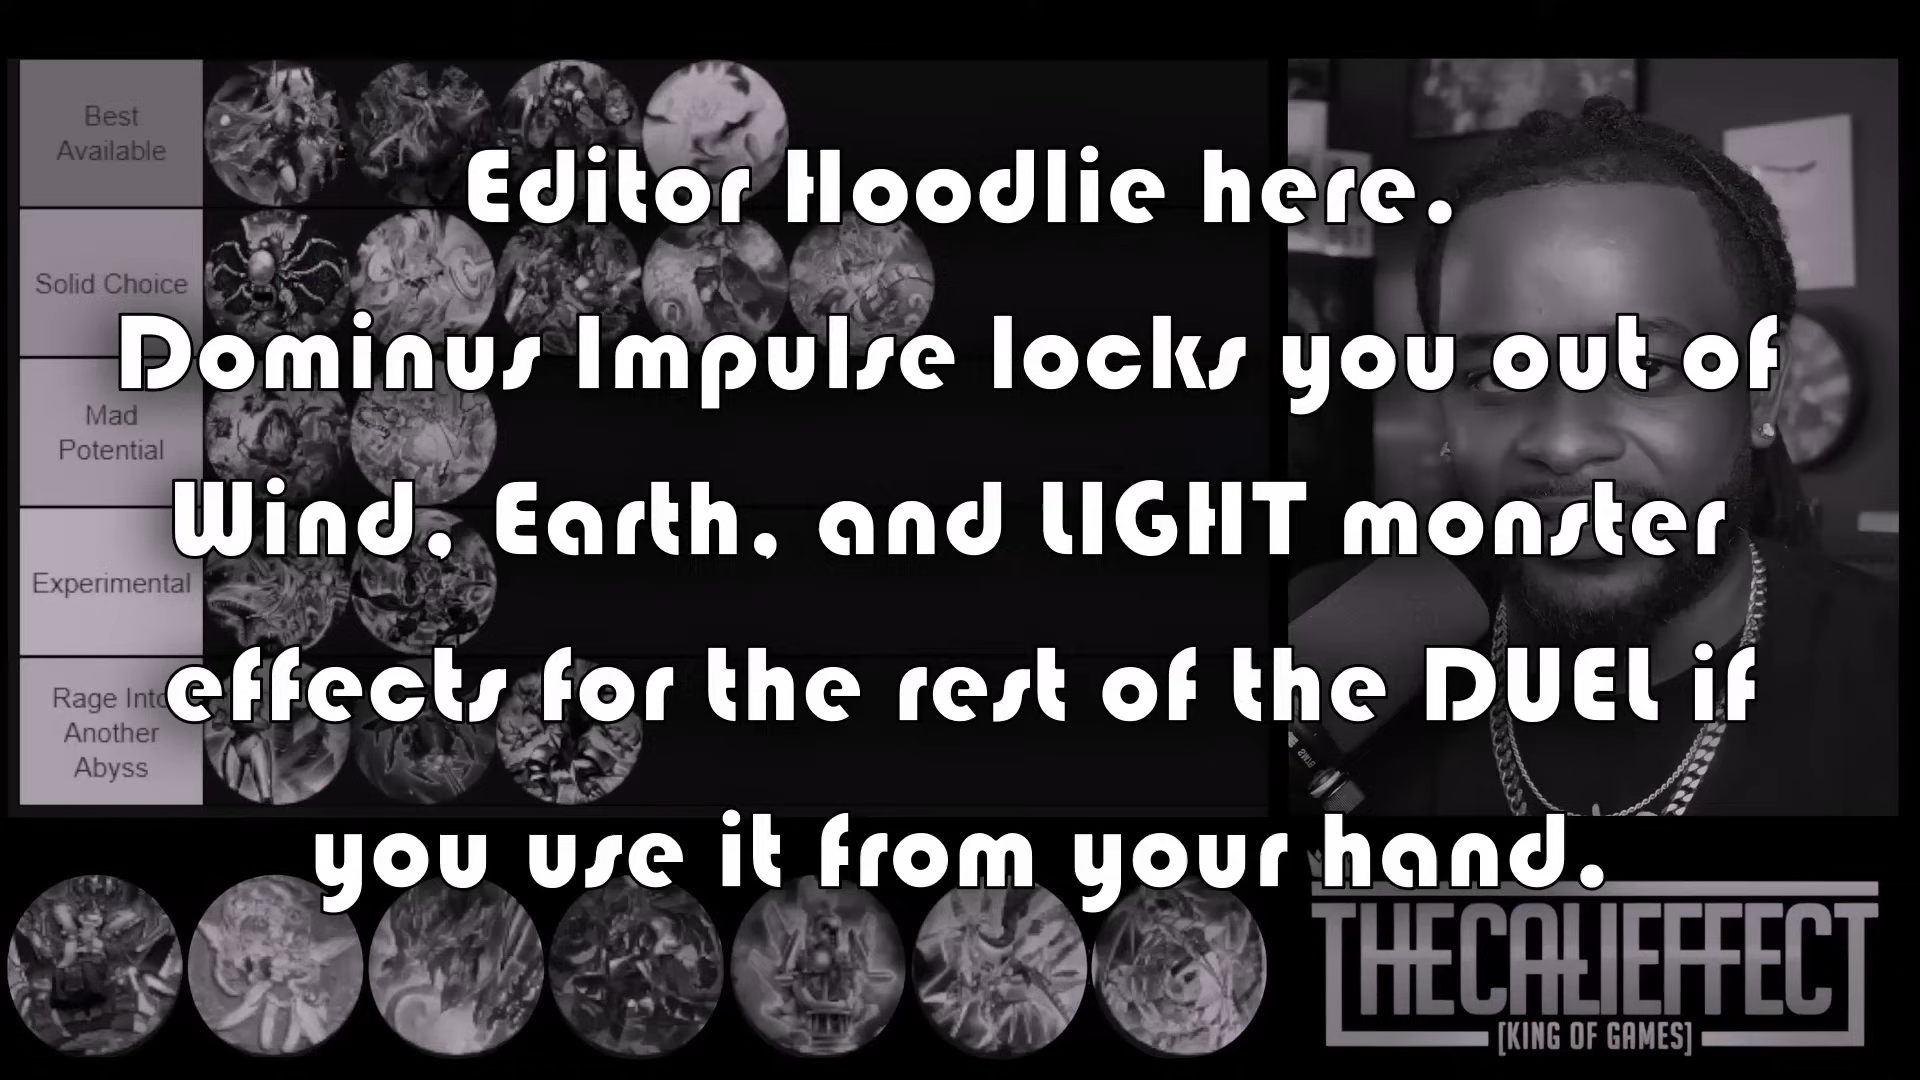 Best
Available
Solid Choice
Mad
Potential
Experimental
Rage Into
Another
Abyss
Editor Hoodlie here.
Dominus Impulse locks you out of
Wind, Earth, and LIGHT monster
effects for the rest of the DUEL if
you use it from your hand.
THECALIEFFECT
[KING OF GAMES]